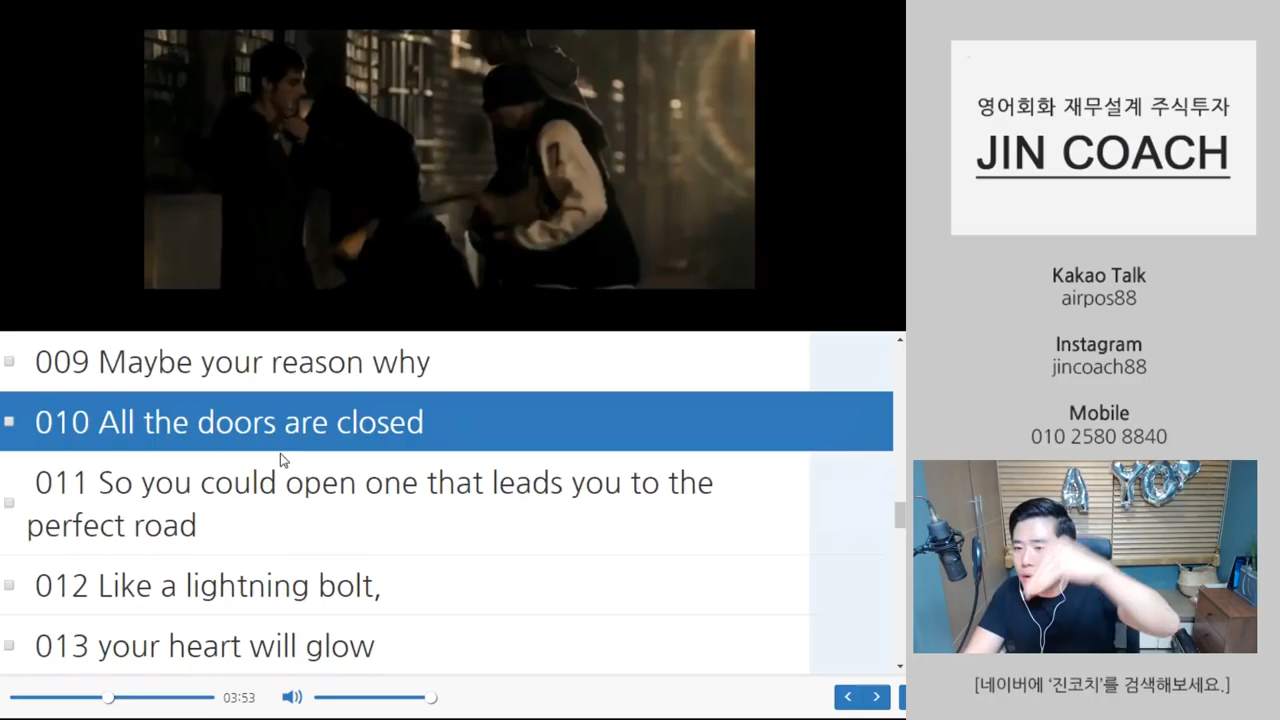 영어회화 재무설계 주식투자
JIN COACH
Kakao Talk
airpos88
Instagram
jincoach88
Mobile
010 2580 8840
009 Maybe your reason why
010 All the doors are closed
011 So you could open one that leads you to the
perfect road
012 Like a lightning bolt,
013 your heart will glow
03:53
A YO!
[네이버에 '진코치'를 검색해보세요.]